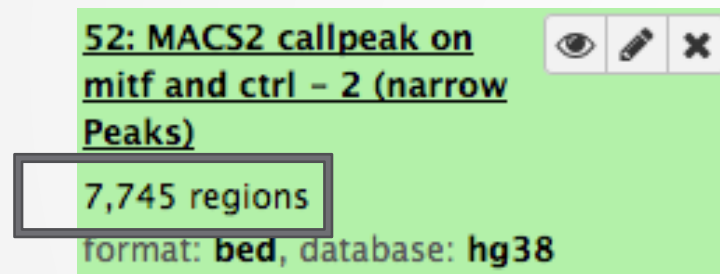 52: MACS2 callpeak on
mitf and ctrl – 2 (narrow
Peaks)
7,745 regions
format: bed, database: hg38